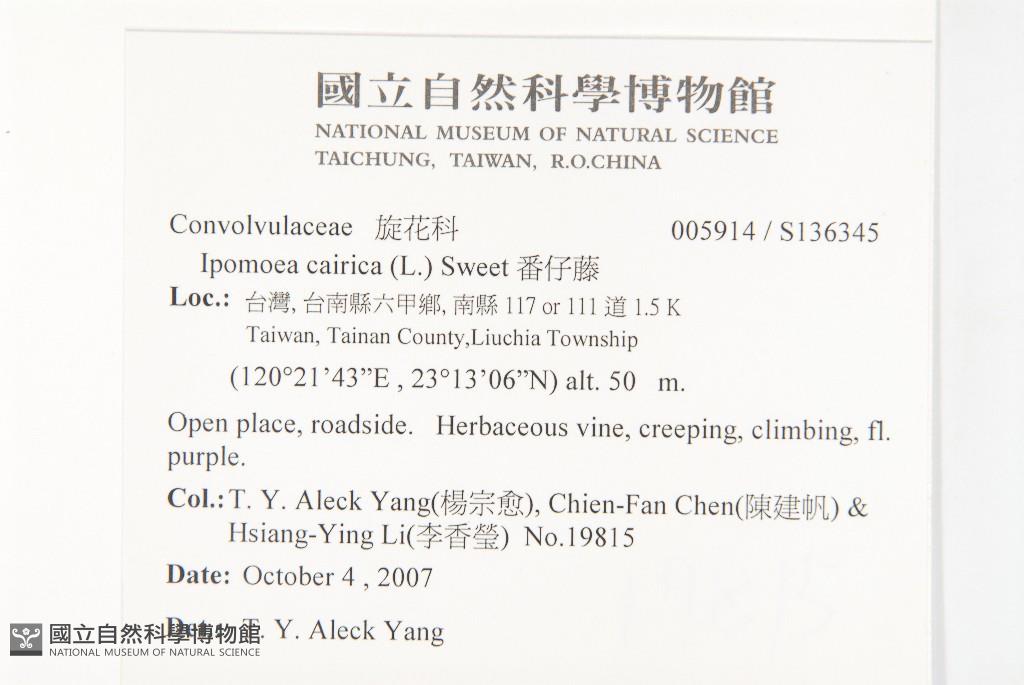 國立自然科學博物館
NATIONAL MUSEUM OF NATURAL SCIENCE
TAICHUNG, TAIWAN, R.O.CHINA
Convolvulaceae 旋花科 005914 / S136345
Ipomoea cairica (L.) Sweet 番仔藤
Loc.: 台灣, 台南縣六甲鄉, 南縣 117 or 111 道 1.5 K
Taiwan, Tainan County,Liuchia Township
(120°21’43”E , 23°13’06”N) alt. 50 m.
Open place, roadside. Herbaceous vine, creeping, climbing, fl.
purple.
Col.: T. Y. Aleck Yang(楊宗愈), Chien-Fan Chen(陳建帆) &
Hsiang-Ying Li(李香瑩) No.19815
Date: October 4 , 2007
T. Y. Aleck Yang
國立自然科學博物館
NATIONAL MUSEUM OF NATURAL SCIENCE